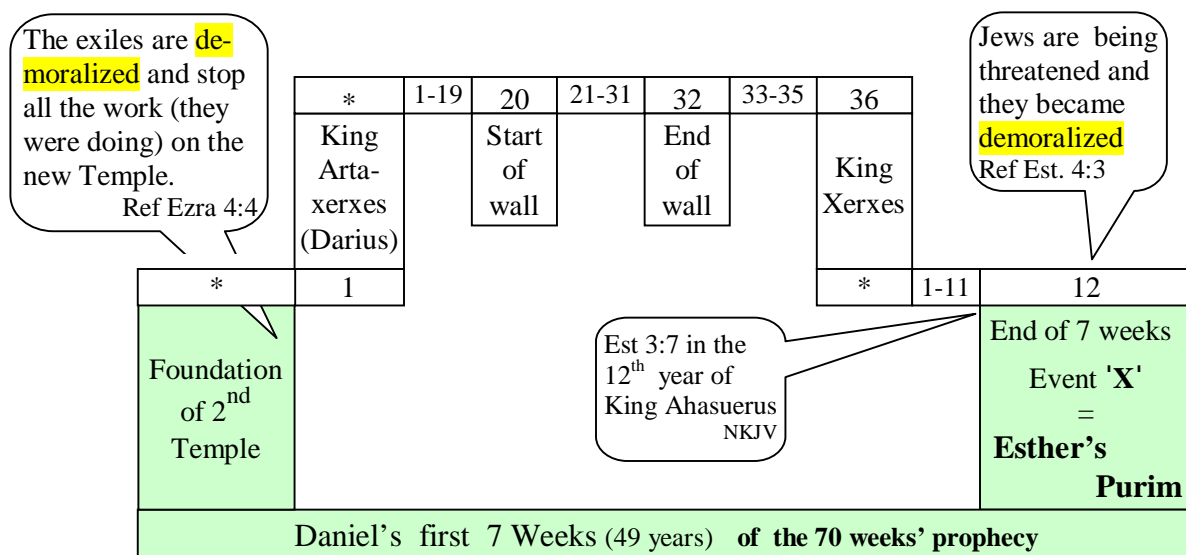 The exiles are de-
moralized and stop
all the work (they
were doing) on the
new Temple.
Ref Ezra 4:4
* 1-19 20 21-31 32 33-35 36
King
Arta-
xerxes
(Darius)
Start
of
wall
End
of
wall
King
Xerxes
Jews are being
threatened and
they became
demoralized
Ref Est. 4:3
* 1 * 1-11 12
Foundation
of 2nd
Temple
Est 3:7 in the
12th year of
King Ahasuerus
NKJV
End of 7 weeks
Event 'X'
=
Esther's
Purim
Daniel's first 7 Weeks (49 years) of the 70 weeks' prophecy